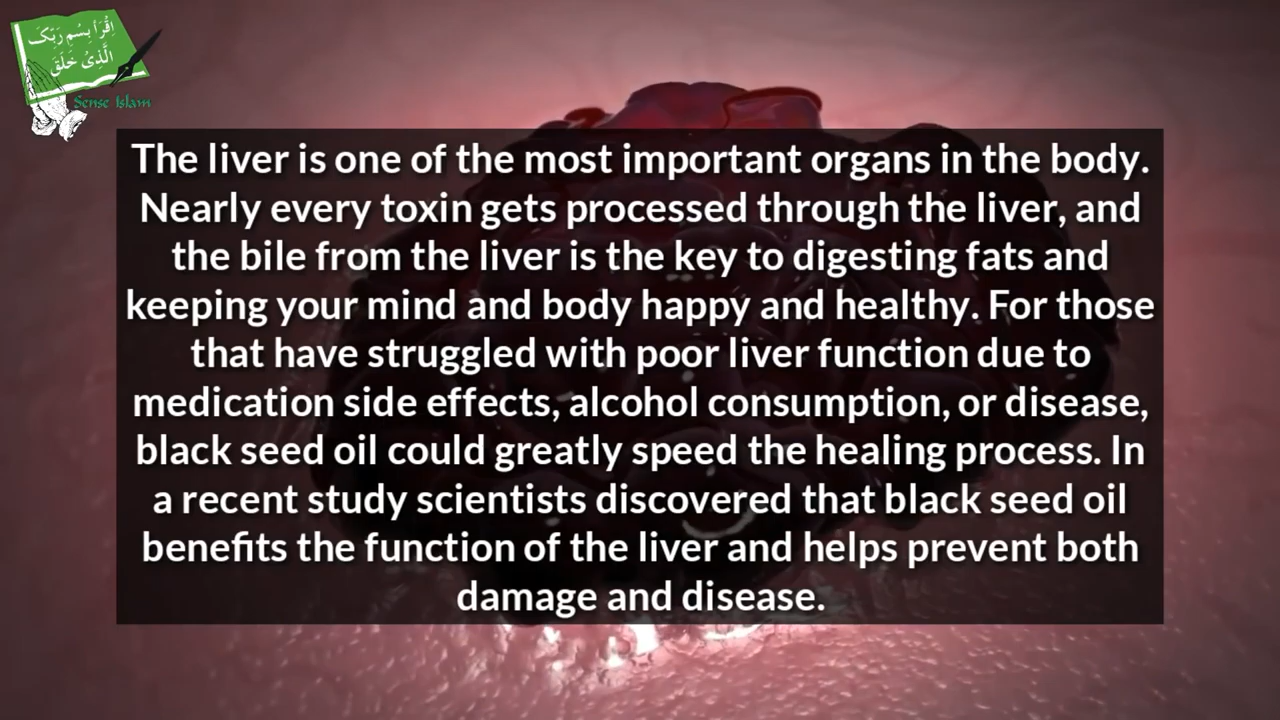 اقْرَأْ بِسْمِ رَبِّكَ
الَّذِىْ خَلَقَ
Sense Islam
The liver is one of the most important organs in the body.
Nearly every toxin gets processed through the liver, and
the bile from the liver is the key to digesting fats and
keeping your mind and body happy and healthy. For those
that have struggled with poor liver function due to
medication side effects, alcohol consumption, or disease,
black seed oil could greatly speed the healing process. In
a recent study scientists discovered that black seed oil
benefits the function of the liver and helps prevent both
damage and disease.